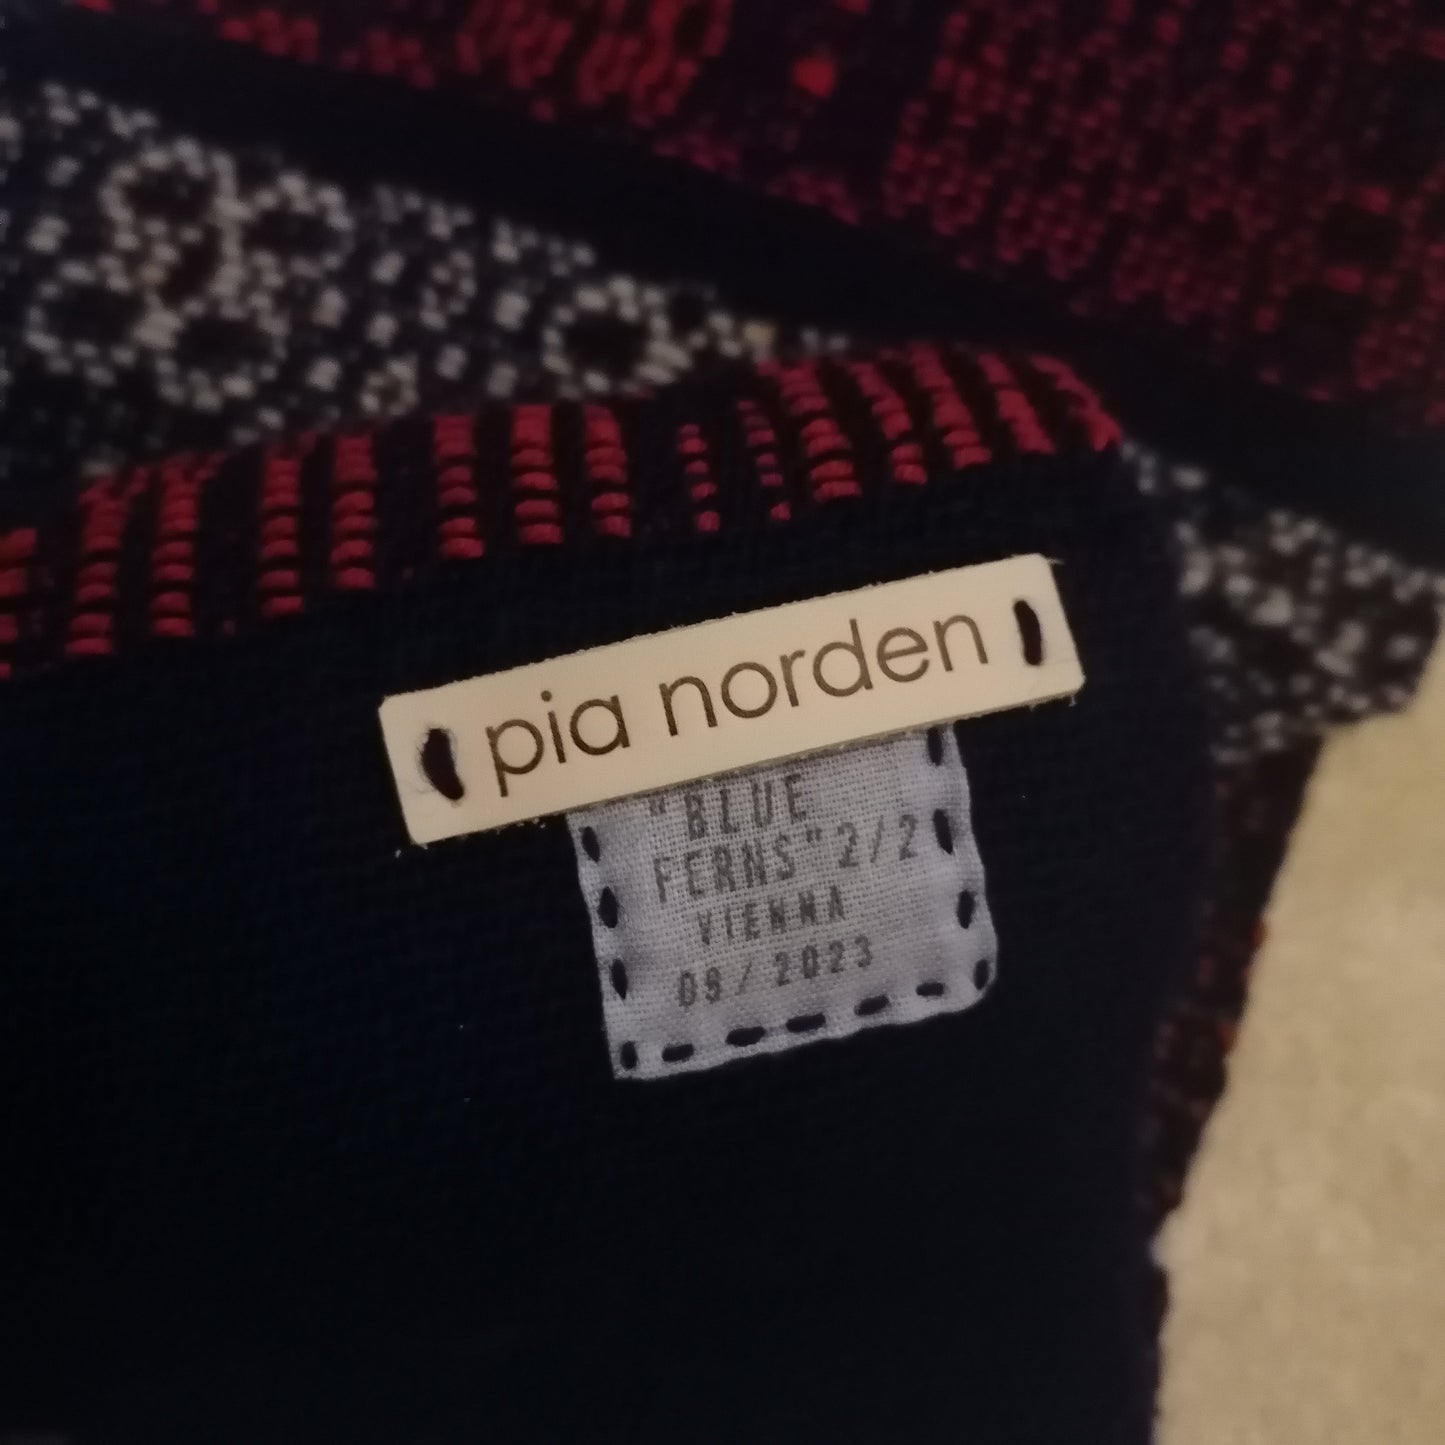 pia norden
"BLUE
FERNS" 2/2
VIENNA
09/2023